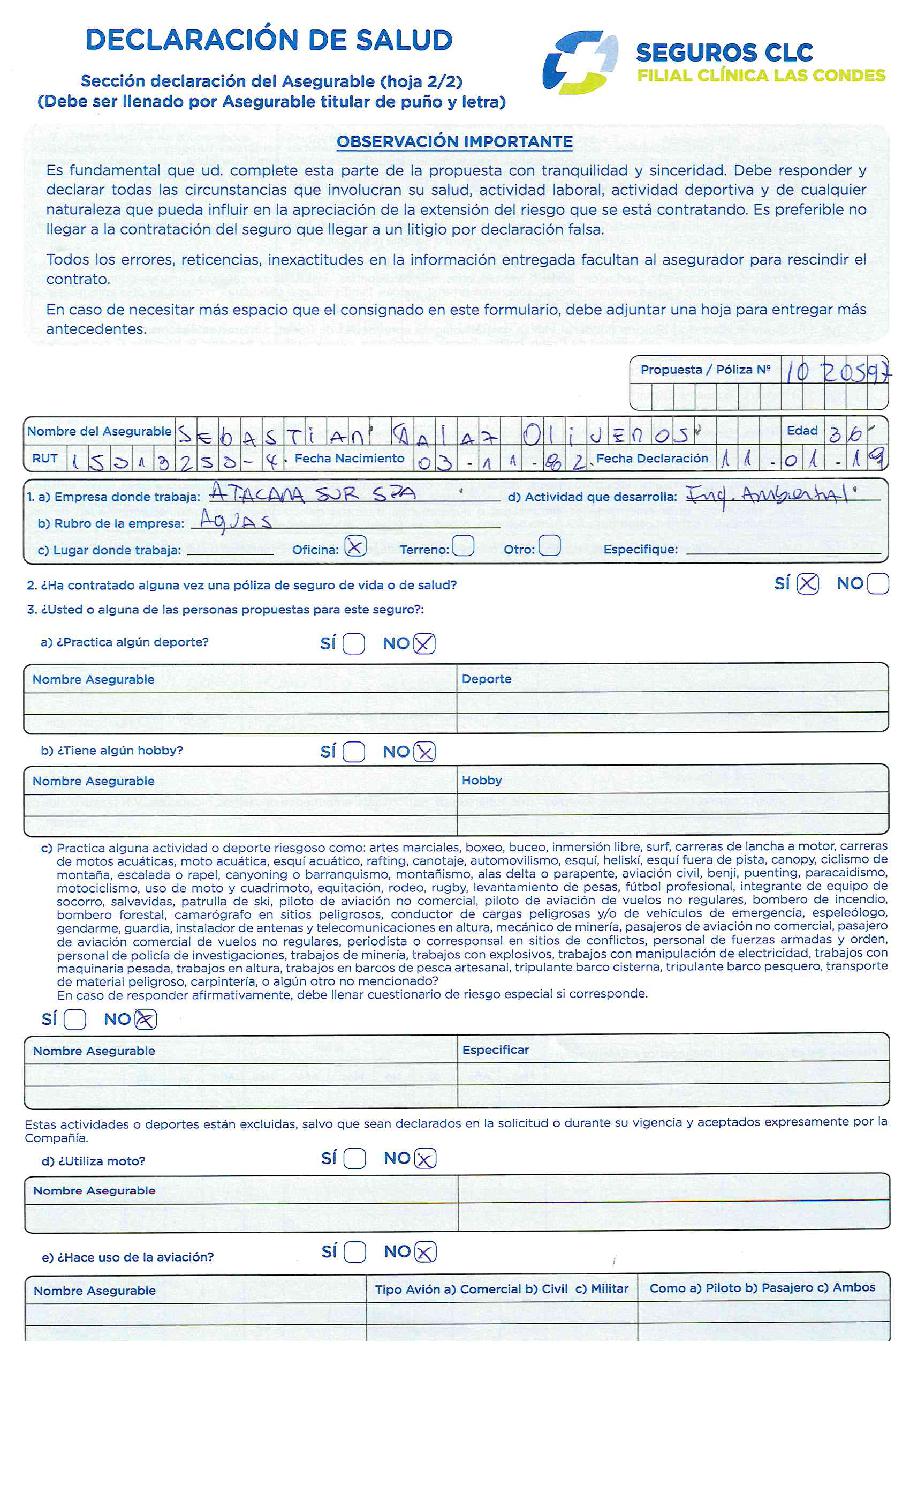 DECLARACIÓN DE SALUD
Sección declaración del Asegurable (hoja 2/2)
(Debe ser llenado por Asegurable titular de puño y letra)
SEGUROS CLC
FILIAL CLÍNICA LAS CONDES
OBSERVACIÓN IMPORTANTE
Es fundamental que ud. complete esta parte de la propuesta con tranquilidad y sinceridad. Debe responder y
declarar todas las circunstancias que involucran su salud, actividad laboral, actividad deportiva y de cualquier
naturaleza que pueda influir en la apreciación de la extensión del riesgo que se está contratando. Es preferible no
llegar a la contratación del seguro que llegar a un litigio por declaración falsa.
Todos los errores, reticencias, inexactitudes en la información entregada facultan al asegurador para rescindir el
contrato.
En caso de necesitar más espacio que el consignado en este formulario, debe adjuntar una hoja para entregar más
antecedentes.
Propuesta / Póliza Nº 1020597
Nombre del Asegurable SEbASTiAN Oliveros Edad 36
RUT 15313253-4 Fecha Nacimiento 03-11-82 Fecha Declaración 11-01-19
1. a) Empresa donde trabaja: ATACAMA SUR SPA d) Actividad que desarrolla: Ing. Ambiental
b) Rubro de la empresa: AGUAS
c) Lugar donde trabaja: Oficina: X Terreno: Otro: Especifique:
2. ¿Ha contratado alguna vez una póliza de seguro de vida o de salud? SÍ X NO
3. ¿Usted o alguna de las personas propuestas para este seguro?:
a) ¿Practica algún deporte? SÍ NO X
Nombre Asegurable Deporte
b) ¿Tiene algún hobby? SÍ NO X
Nombre Asegurable Hobby
c) Practica alguna actividad o deporte riesgoso como: artes marciales, boxeo, buceo, inmersión libre, surf, carreras de lancha a motor, carreras
de motos acuáticas, moto acuática, esquí acuático, rafting, canotaje, automovilismo, esquí, heliskí, esquí fuera de pista, canopy, ciclismo de
montaña, escalada o rapel, canyoning o barranquismo, montañismo, alas delta o parapente, aviación civil, benji, puenting, paracaidismo,
motociclismo, uso de moto y cuadrimoto, equitación, rodeo, rugby, levantamiento de pesas, fútbol profesional, integrante de equipo de
socorro, salvavidas, patrulla de ski, piloto de aviación no comercial, piloto de aviación de vuelos no regulares, bombero de incendio,
bombero forestal, camarógrafo en sitios peligrosos, conductor de cargas peligrosas y/o de vehículos de emergencia, espeleólogo,
gendarme, guardia, instalador de antenas y telecomunicaciones en altura, mecánico de minería, pasajeros de aviación no comercial, pasajero
de aviación comercial de vuelos no regulares, periodista o corresponsal en sitios de conflictos, personal de fuerzas armadas y orden,
personal de policía de investigaciones, trabajos de minería, trabajos con explosivos, trabajos con manipulación de electricidad, trabajos con
maquinaria pesada, trabajos en altura, trabajos en barcos de pesca artesanal, tripulante barco cisterna, tripulante barco pesquero, transporte
de material peligroso, carpintería, o algún otro no mencionado?
En caso de responder afirmativamente, debe llenar cuestionario de riesgo especial si corresponde.
SÍ NO X
Nombre Asegurable Especificar
Estas actividades o deportes están excluidas, salvo que sean declarados en la solicitud o durante su vigencia y aceptados expresamente por la
Compañía.
d) ¿Utiliza moto? SÍ NO X
Nombre Asegurable
e) ¿Hace uso de la aviación? SÍ NO X
Nombre Asegurable Tipo Avión a) Comercial b) Civil c) Militar Como a) Piloto b) Pasajero c) Ambos